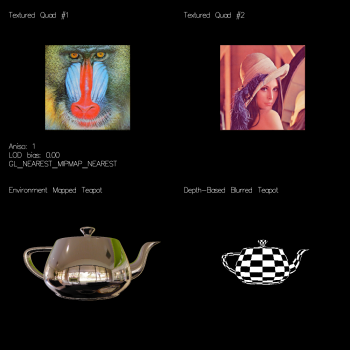 Textured Quad #1
Textured Quad #2
Aniso: 1
LOD bias: 0.00
GL_NEAREST_MIPMAP_NEAREST
Environment Mapped Teapot
Depth-Based Blurred Teapot